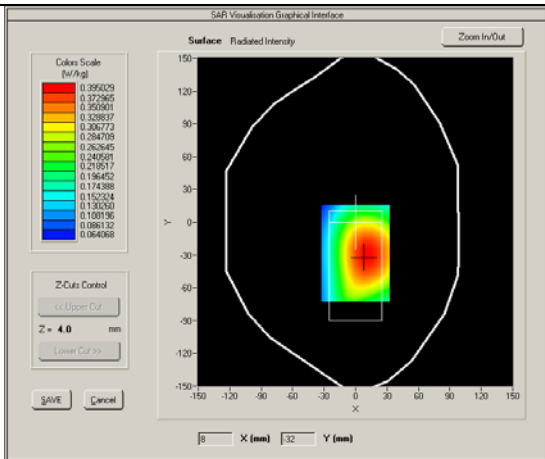 SAR Visualisation Graphical Interface
Surface Radiated Intensity
Zoom In/Out
Colors Scale
(W/kg)
0.395029
0.372965
0.350901
0.328837
0.306773
0.284709
0.262645
0.240581
0.218517
0.196452
0.174388
0.152324
0.130260
0.108196
0.086132
0.064068
Z-Cuts Control
<< Upper Cut
Z = 4.0 mm
Lower Cut >>
SAVE Cancel
Y
150
120
90
60
30
0
-30
-60
-90
-120
-150
-150 -120 -90 -60 -30 0 30 60 90 120 150
X
8 X (mm) -32 Y (mm)